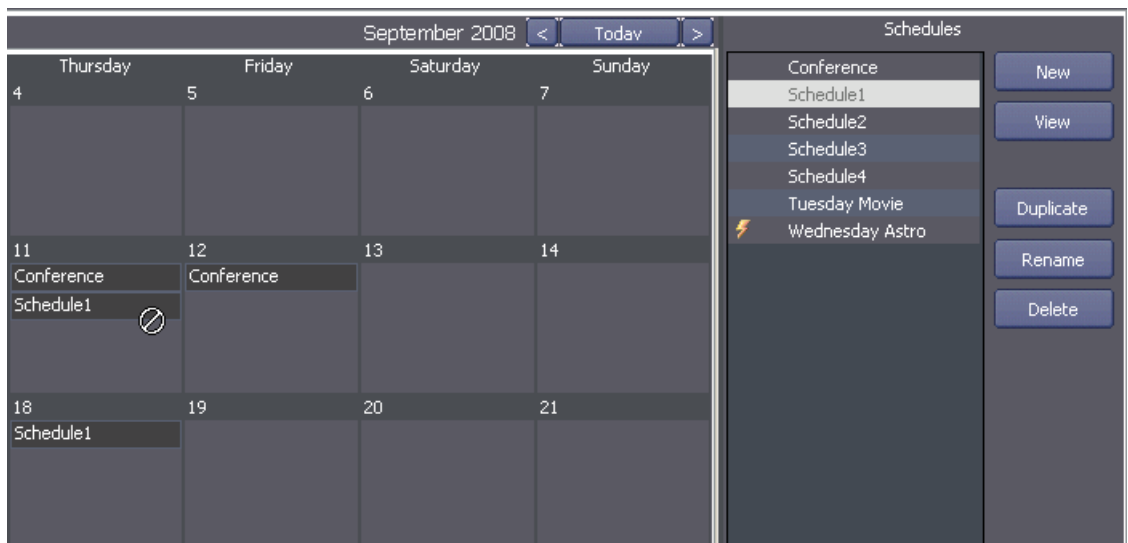 September 2008 < Today >
Thursday Friday Saturday Sunday
4 5 6 7
11 12 13 14
Conference Conference
Schedule1
18 19 20 21
Schedule1
Schedules
Conference
Schedule1
Schedule2
Schedule3
Schedule4
Tuesday Movie
Wednesday Astro
New
View
Duplicate
Rename
Delete